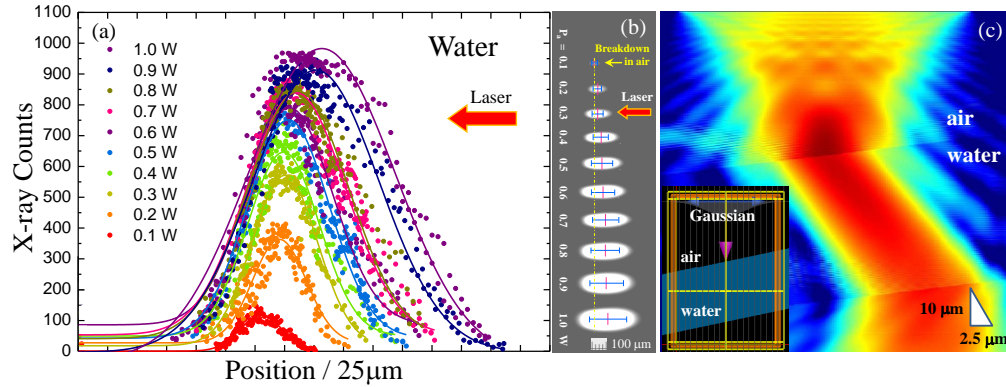 (a)
Water
1100
1000
900
800
700
600
500
400
300
200
100
0
X-ray Counts
1.0 W
0.9 W
0.8 W
0.7 W
0.6 W
0.5 W
0.4 W
0.3 W
0.2 W
0.1 W
Laser
Position / 25μm
(b)
Pₐ = 0.1
0.2
0.3
0.4
0.5
0.6
0.7
0.8
0.9
1.0 W
Breakdown
in air
Laser
100 μm
(c)
air
water
Gaussian
air
water
10 μm
2.5 μm